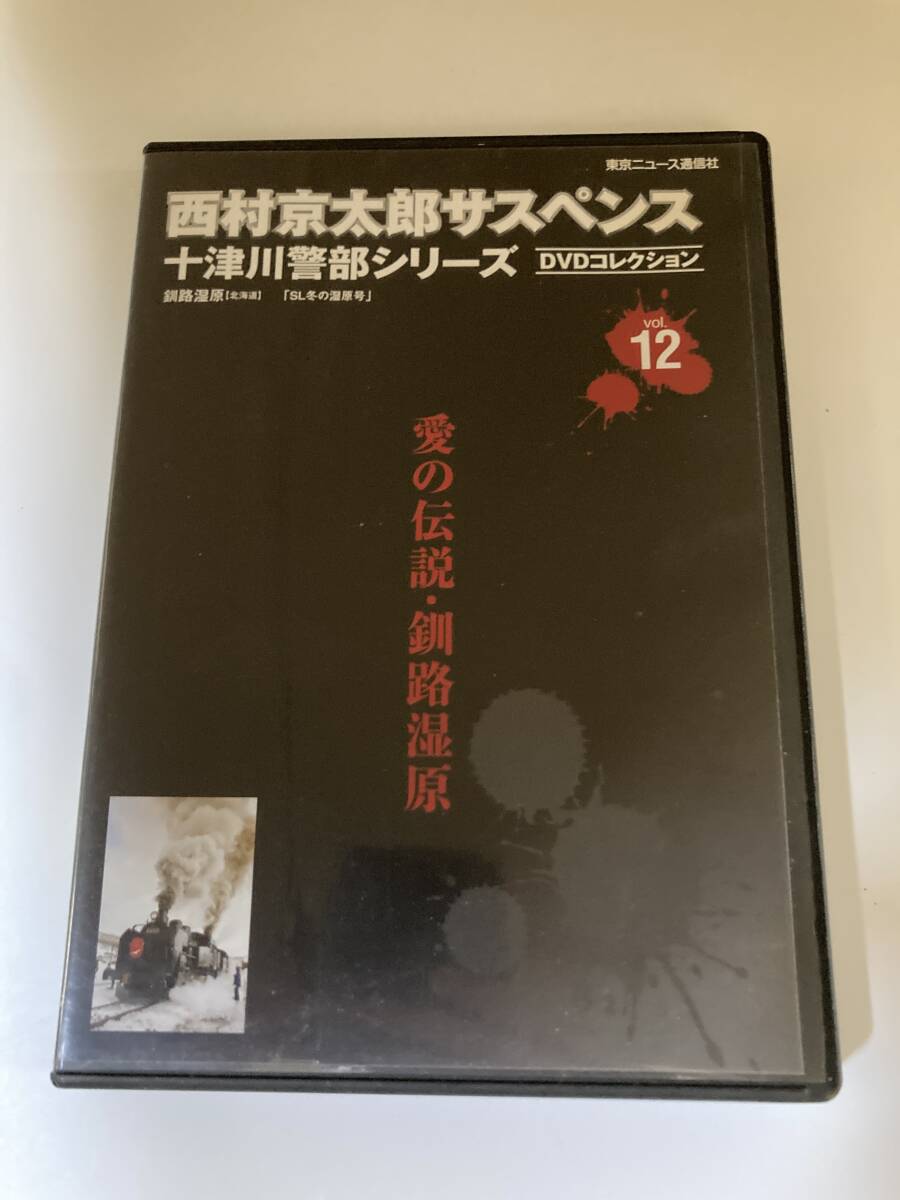 東京ニュース通信社
西村京太郎サスペンス
十津川警部シリーズ DVDコレクション
釧路湿原【北海道】 「SL冬の湿原号」
vol.
12
愛の伝説・釧路湿原